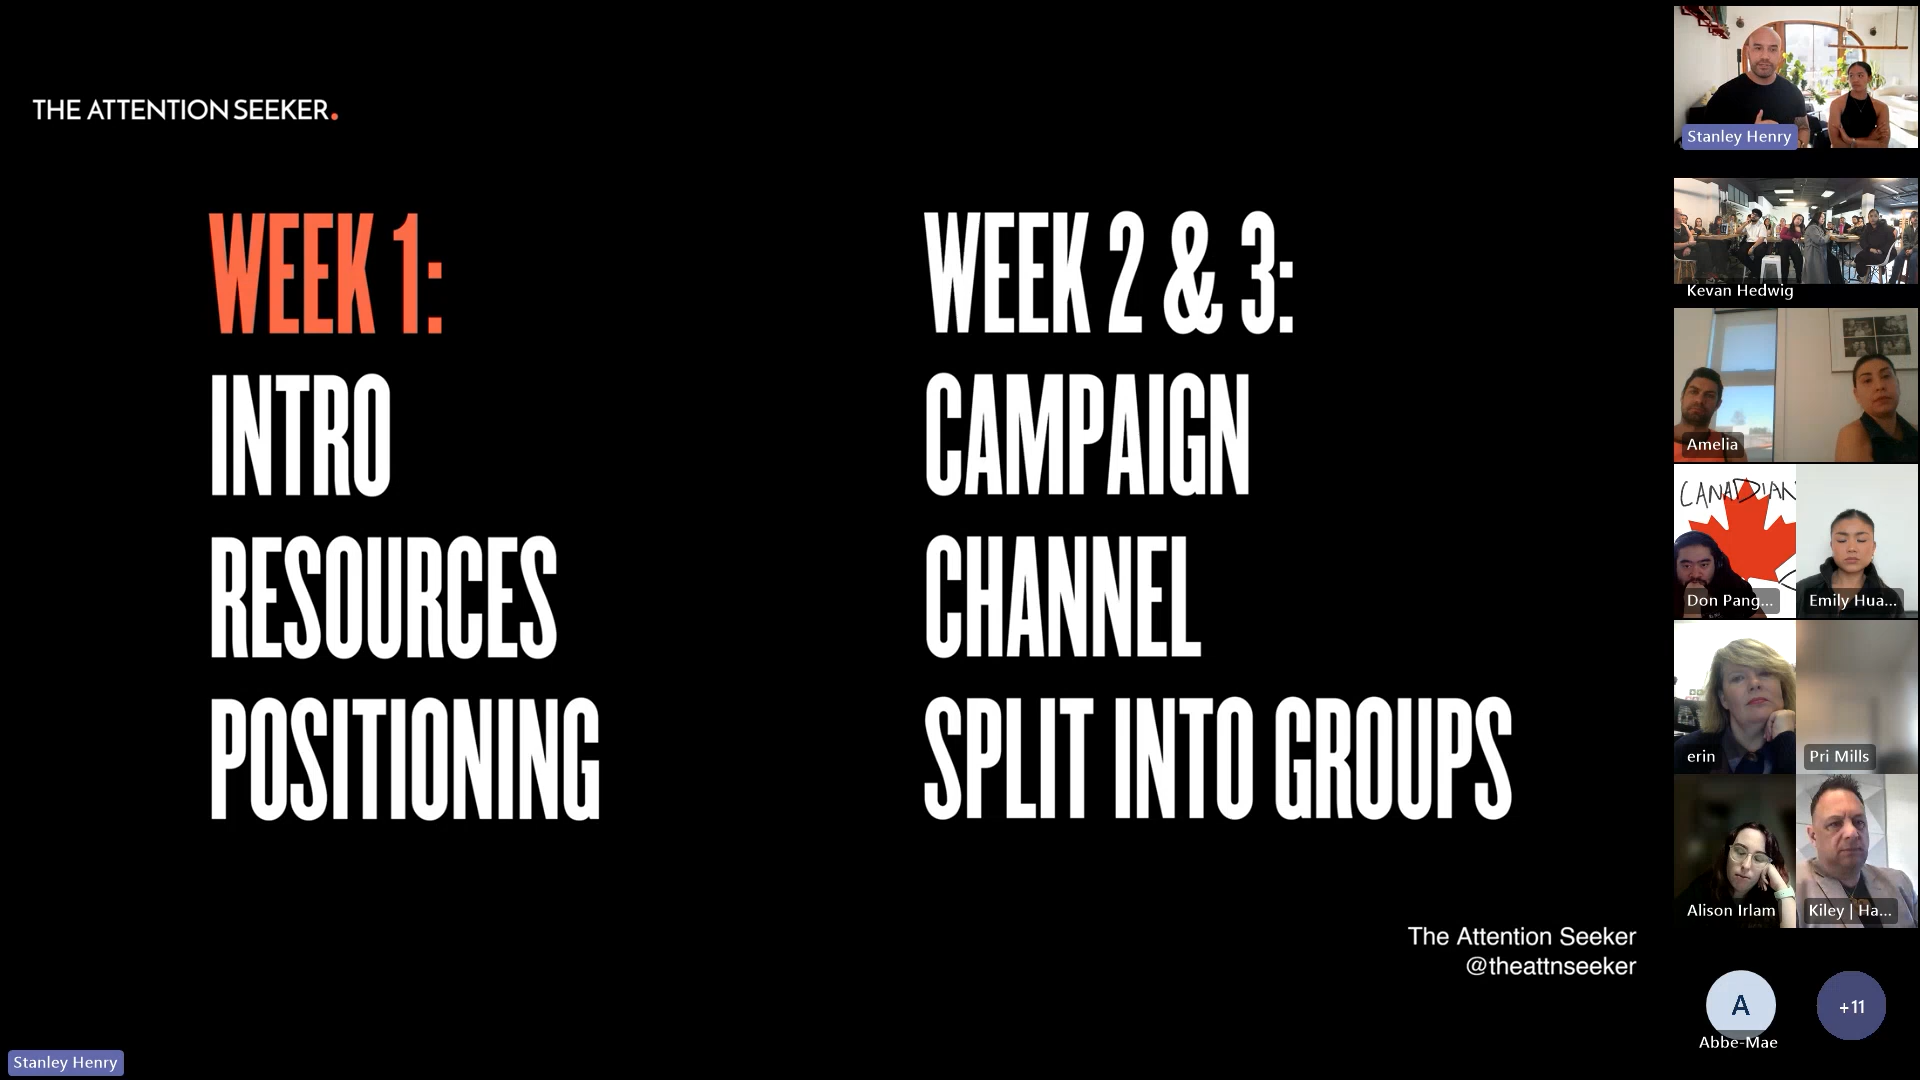 THE ATTENTION SEEKER.
WEEK 1:
INTRO
RESOURCES
POSITIONING
WEEK 2 & 3:
CAMPAIGN
CHANNEL
SPLIT INTO GROUPS
The Attention Seeker
@theattnseeker
Stanley Henry
Stanley Henry
Kevan Hedwig
Amelia
CANADIAN
Don Pang...
Emily Hua...
erin
Pri Mills
Alison Irlam
Kiley | Ha...
A
Abbe-Mae
+11